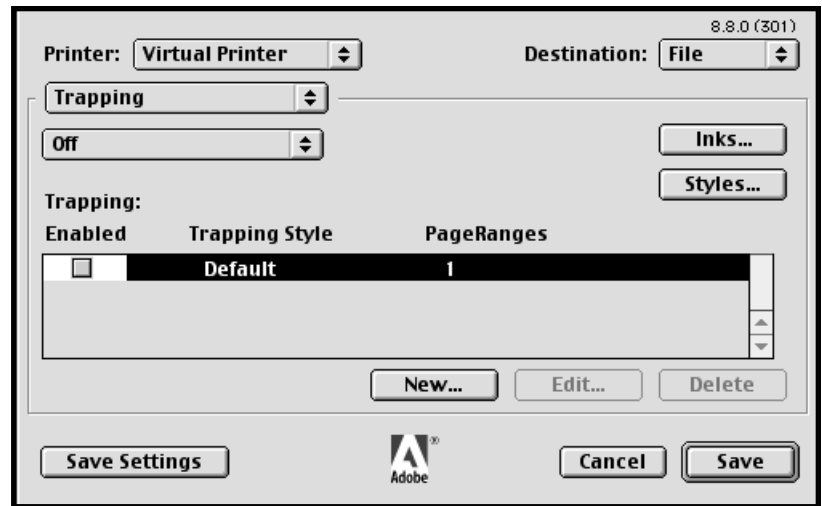 8.8.0 (301)
Printer: Virtual Printer Destination: File
Trapping
Off
Inks...
Styles...
Trapping:
Enabled Trapping Style PageRanges
Default 1
New... Edit... Delete
Save Settings Adobe® Cancel Save